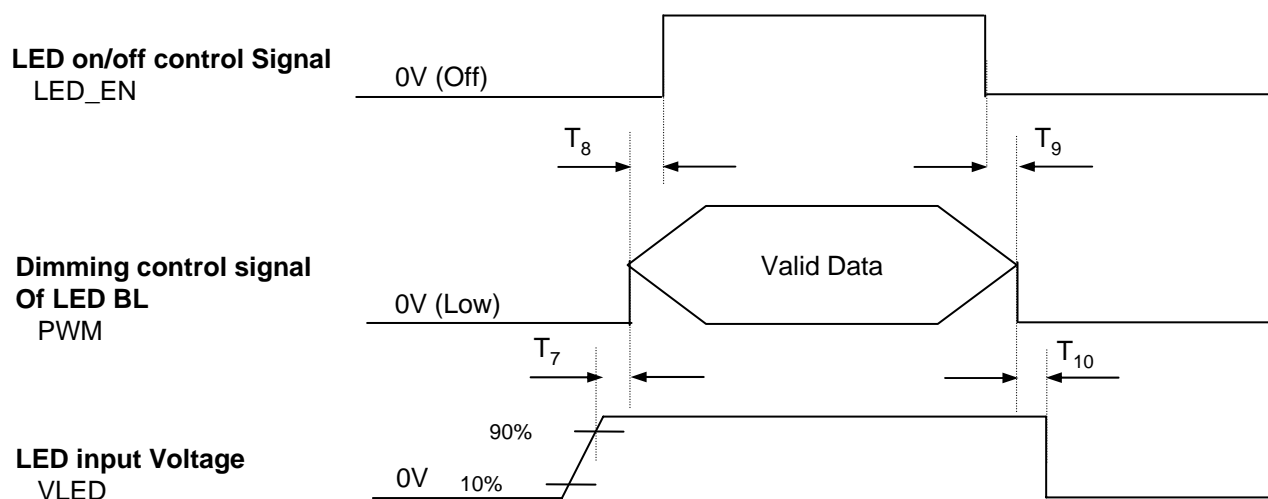 LED on/off control Signal
LED_EN
0V (Off)
T8
T9
Dimming control signal
Of LED BL
PWM
0V (Low)
Valid Data
T7
T10
LED input Voltage
VLED
0V
90%
10%